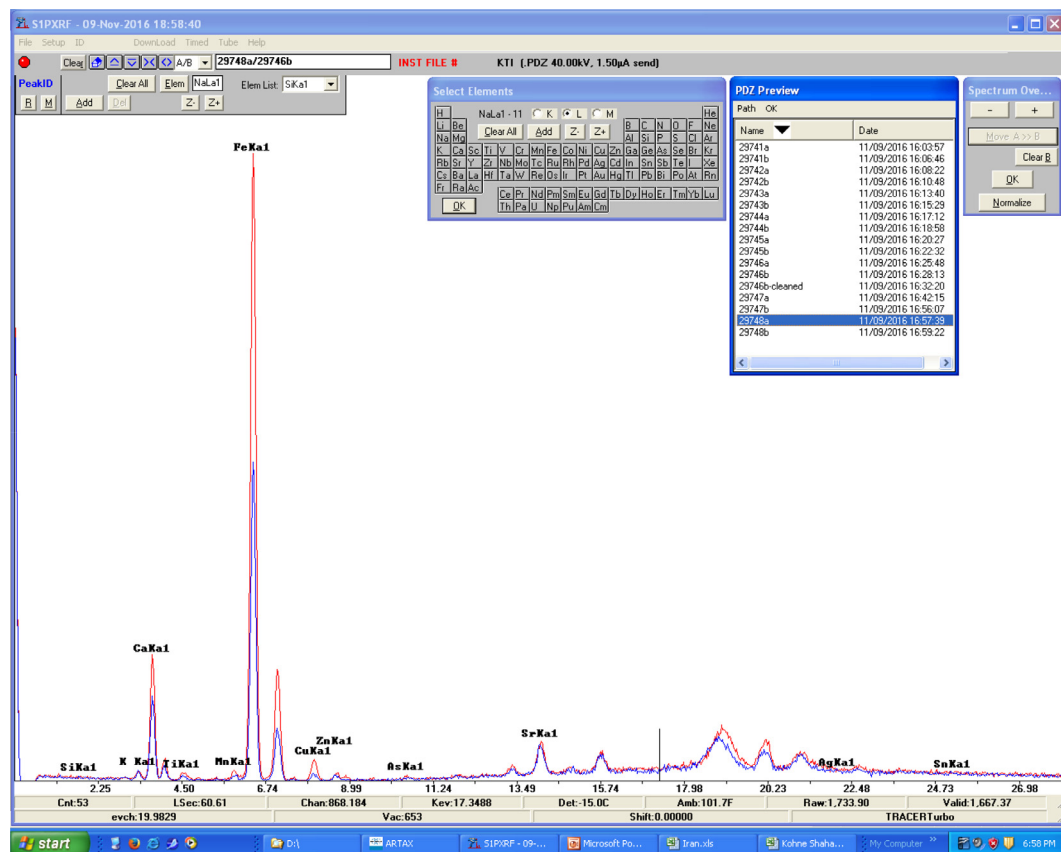 S1PXRF - 09-Nov-2016 18:58:40
File Setup ID DownLoad Timed Tube Help
Clear A/B 29748a/29746b INST FILE # KTI (.PDZ 40.00kV, 1.50µA send)
PeakID Clear All Elem NaLa1 Elem List: SiKa1
R M Add Del Z- Z+
Select Elements
NaLa1 - 11 K L M
Clear All Add Z- Z+
H He
Li Be B C N O F Ne
Na Mg Al Si P S Cl Ar
K Ca Sc Ti V Cr Mn Fe Co Ni Cu Zn Ga Ge As Se Br Kr
Rb Sr Y Zr Nb Mo Tc Ru Rh Pd Ag Cd In Sn Sb Te I Xe
Cs Ba La Hf Ta W Re Os Ir Pt Au Hg Tl Pb Bi Po At Rn
Fr Ra Ac
Ce Pr Nd Pm Sm Eu Gd Tb Dy Ho Er Tm Yb Lu
Th Pa U Np Pu Am Cm
OK
PDZ Preview
Path OK
Name Date
29741a 11/09/2016 16:03:57
29741b 11/09/2016 16:06:46
29742a 11/09/2016 16:08:22
29742b 11/09/2016 16:10:48
29743a 11/09/2016 16:13:40
29743b 11/09/2016 16:15:29
29744a 11/09/2016 16:17:12
29744b 11/09/2016 16:18:58
29745a 11/09/2016 16:20:27
29745b 11/09/2016 16:22:32
29746a 11/09/2016 16:25:48
29746b 11/09/2016 16:28:13
29746b-cleaned 11/09/2016 16:32:20
29747a 11/09/2016 16:42:15
29747b 11/09/2016 16:56:07
29748a 11/09/2016 16:57:39
29748b 11/09/2016 16:59:22
Spectrum Ove...
- +
Move A >> B
Clear B
OK
Normalize
FeKa1
CaKa1
SiKa1
K Ka1
TiKa1
MnKa1
CuKa1
ZnKa1
AsKa1
SrKa1
AgKa1
SnKa1
2.25 4.50 6.74 8.99 11.24 13.49 15.74 17.98 20.23 22.48 24.73 26.98
Cnt:53 LSec:60.61 Chan:868.184 Kev:17.3488 Det:-15.0C Amb:101.7F Raw:1,733.90 Valid:1,667.37
evch:19.9829 Vac:653 Shift:0.00000 TRACERTurbo
start D:\ ARTAX S1PXRF - 09-... Microsoft Po... Iran.xls Kohne Shaha... My Computer » 6:58 PM